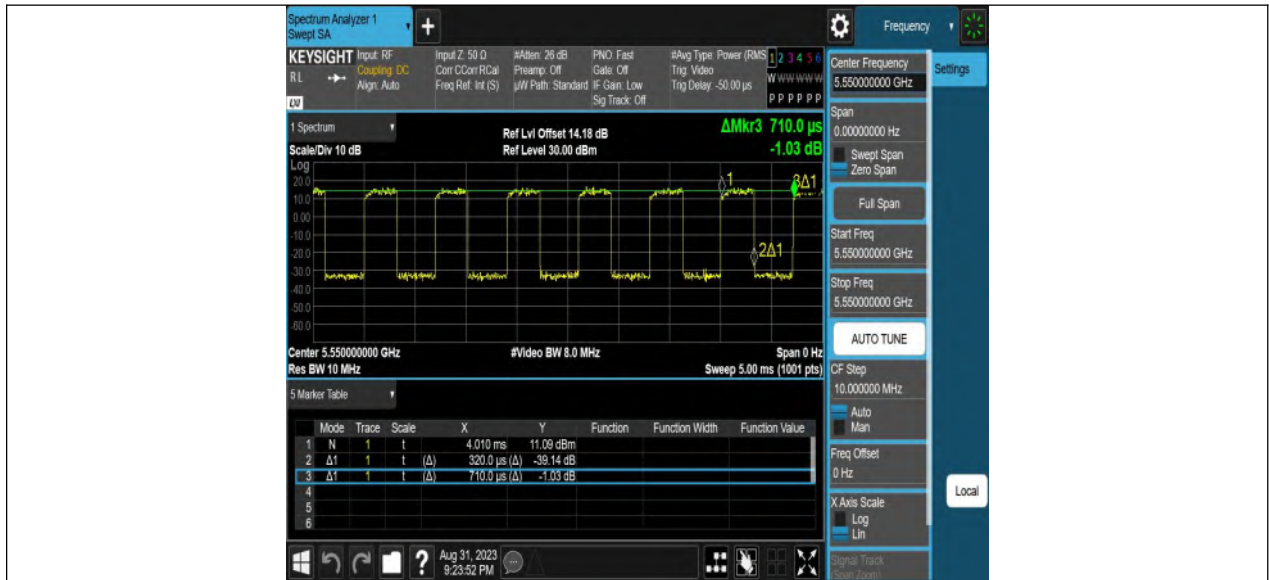 Spectrum Analyzer 1
Swept SA
Frequency
KEYSIGHT
RL
LXI
Input: RF
Coupling: DC
Align: Auto
Input Z: 50 Ω
Corr CCorr RCal
Freq Ref: Int (S)
#Atten: 26 dB
Preamp: Off
µW Path: Standard
PNO: Fast
Gate: Off
IF Gain: Low
Sig Track: Off
#Avg Type: Power (RMS
Trig: Video
Trig Delay: -50.00 µs
1 2 3 4 5 6
W W W W W W
P P P P P P
1 Spectrum
Scale/Div 10 dB
Ref Lvl Offset 14.18 dB
Ref Level 30.00 dBm
ΔMkr3 710.0 µs
-1.03 dB
Log
20.0
10.0
0.00
-10.0
-20.0
-30.0
-40.0
-50.0
-60.0
1
3Δ1
2Δ1
Center 5.550000000 GHz
#Video BW 8.0 MHz
Span 0 Hz
Res BW 10 MHz
Sweep 5.00 ms (1001 pts)
5 Marker Table
Mode Trace Scale X Y Function Function Width Function Value
1 N 1 t 4.010 ms 11.09 dBm
2 Δ1 1 t (Δ) 320.0 µs (Δ) -39.14 dB
3 Δ1 1 t (Δ) 710.0 µs (Δ) -1.03 dB
4
5
6
Aug 31, 2023
9:23:52 PM
Center Frequency
5.550000000 GHz
Settings
Span
0.00000000 Hz
Swept Span
Zero Span
Full Span
Start Freq
5.550000000 GHz
Stop Freq
5.550000000 GHz
AUTO TUNE
CF Step
10.000000 MHz
Auto
Man
Freq Offset
0 Hz
X Axis Scale
Log
Lin
Local
Signal Track
(Span Zoom)